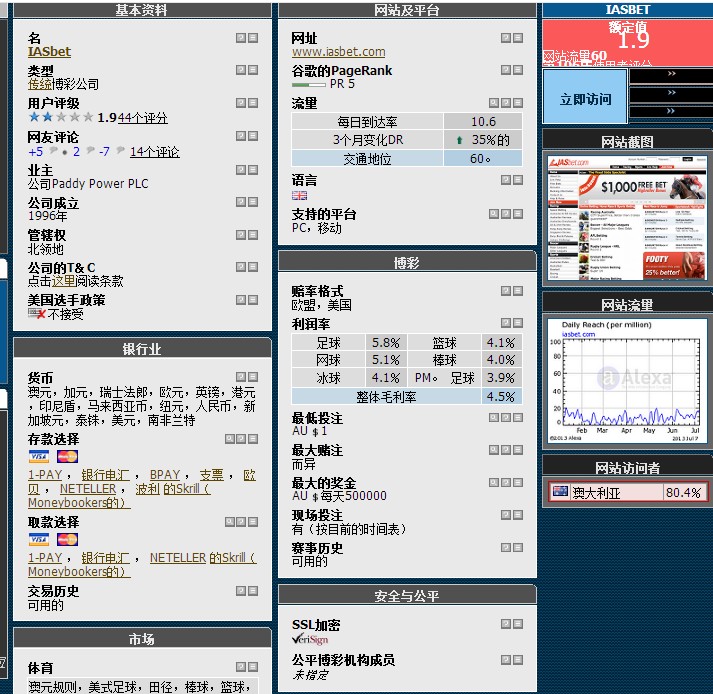 基本资料
名
IASbet
类型
传统博彩公司
用户评级
1.944个评分
网友评论
+5 2 -7 14个评论
业主
公司Paddy Power PLC
公司成立
1996年
管辖权
北领地
公司的T& C
点击这里阅读条款
美国选手政策
不接受
银行业
货币
澳元，加元，瑞士法郎，欧元，英镑，港元
，印尼盾，马来西亚币，纽元，人民币，新
加坡元，泰铢，美元，南非兰特
存款选择
VISA MasterCard
1-PAY ， 银行电汇 ， BPAY ， 支票 ， 欧
贝 ， NETELLER ， 波利 的Skrill（
Moneybookers的）
取款选择
VISA MasterCard
1-PAY ， 银行电汇 ， NETELLER 的Skrill（
Moneybookers的）
交易历史
可用的
市场
体育
澳元规则，美式足球，田径，棒球，篮球，
网站及平台
网址
www.iasbet.com
谷歌的PageRank
PR 5
流量
每日到达率 10.6
3个月变化DR 35%的
交通地位 60。
语言
支持的平台
PC，移动
博彩
赔率格式
欧盟，美国
利润率
足球 5.8% 篮球 4.1%
网球 5.1% 棒球 4.0%
冰球 4.1% PM。 足球 3.9%
整体毛利率 4.5%
最低投注
AU $ 1
最大赌注
而异
最大的奖金
AU $ 每天500000
现场投注
有（按目前的时间表）
赛事历史
可用的
安全与公平
SSL加密
VeriSign
公平博彩机构成员
未指定
IASBET
额定值
1.9
网站流量60
立即访问
››
››
››
网站截图
IASbet.com
$1,000 FREE BET
FOOTY
25% better!
网站流量
Daily Reach (per million)
iasbet.com
100
80
60
40
20
0
Alexa
Feb Mar Apr May Jun Jul
©2013 Alexa 2013 Jul 7
网站访问者
澳大利亚 80.4%